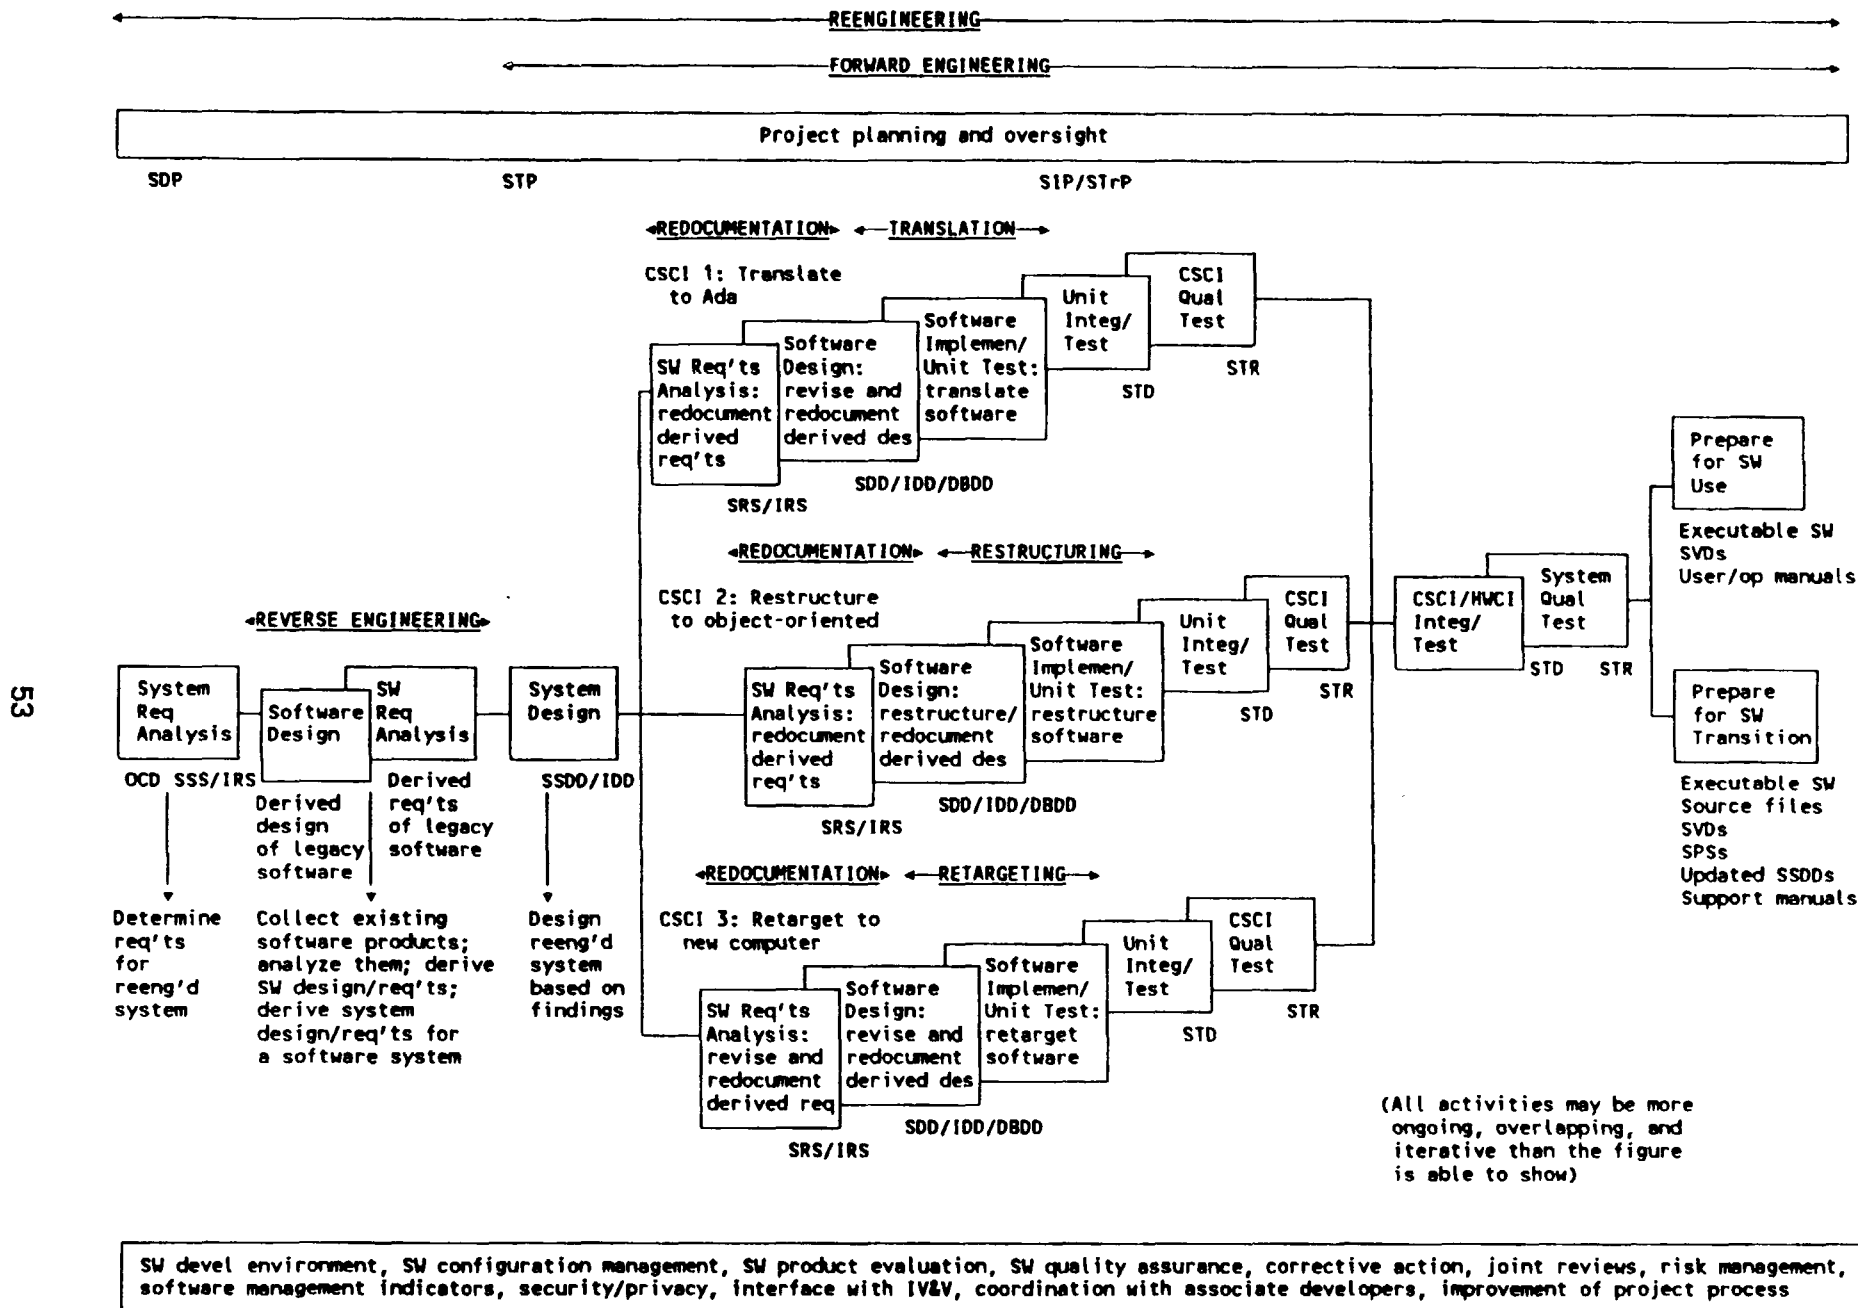 REENGINEERING
FORWARD ENGINEERING
Project planning and oversight
SDP
STP
SIP/STrP
REDOCUMENTATION
TRANSLATION
CSCI 1: Translate
to Ada
SW Req'ts
Analysis:
redocument
derived
req'ts
SRS/IRS
Software
Design:
revise and
redocument
derived des
SDD/IDD/DBDD
Software
Implemen/
Unit Test:
translate
software
Unit
Integ/
Test
STD
CSCI
Qual
Test
STR
REVERSE ENGINEERING
System
Req
Analysis
OCD SSS/IRS
Determine
req'ts
for
reeng'd
system
Software
Design
Derived
design
of legacy
software
SW
Req
Analysis
Derived
req'ts
of legacy
software
Collect existing
software products;
analyze them; derive
SW design/req'ts;
derive system
design/req'ts for
a software system
System
Design
SSDD/IDD
Design
reeng'd
system
based on
findings
REDOCUMENTATION
RESTRUCTURING
CSCI 2: Restructure
to object-oriented
SW Req'ts
Analysis:
redocument
derived
req'ts
SRS/IRS
Software
Design:
restructure/
redocument
derived des
SDD/IDD/DBDD
Software
Implemen/
Unit Test:
restructure
software
Unit
Integ/
Test
STD
CSCI
Qual
Test
STR
REDOCUMENTATION
RETARGETING
CSCI 3: Retarget to
new computer
SW Req'ts
Analysis:
revise and
redocument
derived req
SRS/IRS
Software
Design:
revise and
redocument
derived des
SDD/IDD/DBDD
Software
Implemen/
Unit Test:
retarget
software
Unit
Integ/
Test
STD
CSCI
Qual
Test
STR
CSCI/HWCI
Integ/
Test
STD
System
Qual
Test
STR
Prepare
for SW
Use
Executable SW
SVDs
User/op manuals
Prepare
for SW
Transition
Executable SW
Source files
SVDs
SPSs
Updated SSDDs
Support manuals
(All activities may be more
ongoing, overlapping, and
iterative than the figure
is able to show)
SW devel environment, SW configuration management, SW product evaluation, SW quality assurance, corrective action, joint reviews, risk management,
software management indicators, security/privacy, interface with IV&V, coordination with associate developers, improvement of project process
53